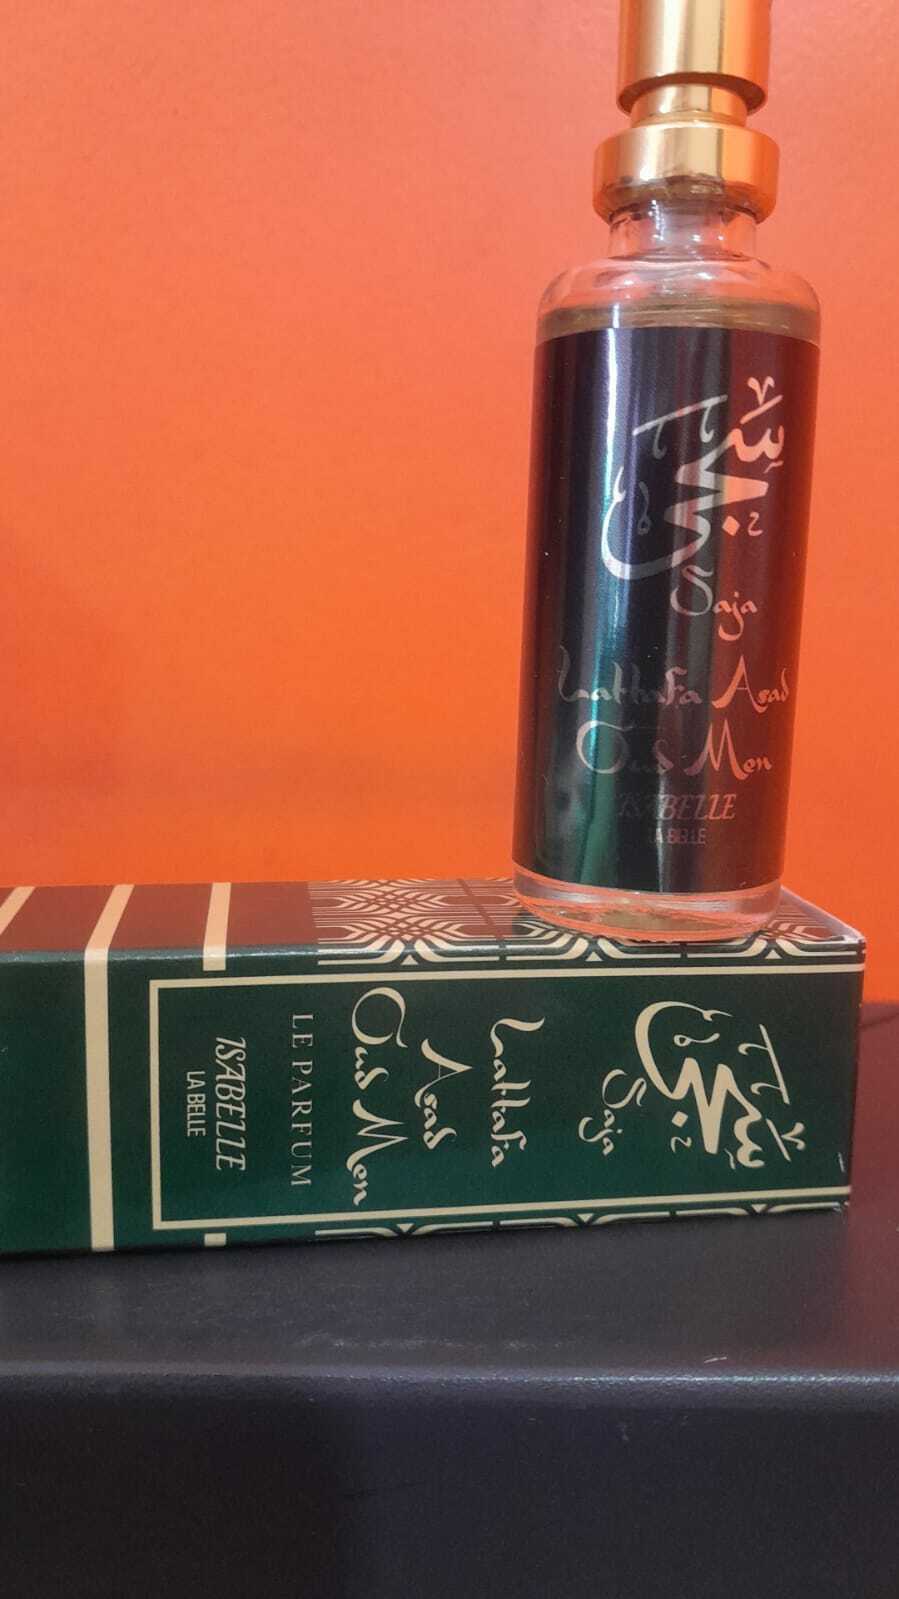 سجى
Saja
Lattafa Asad
Oud Men
ISABELLE
LA BELLE
سجى
Saja
Lattafa
Asad
Oud Men
LE PARFUM
ISABELLE
LA BELLE